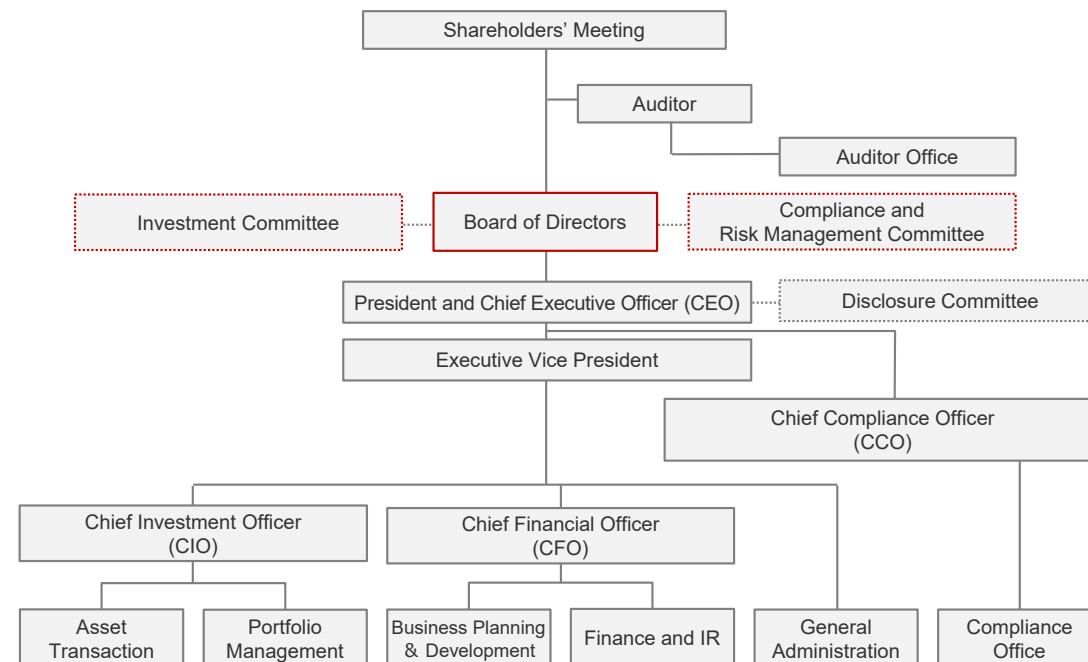 Shareholders’ Meeting
Auditor
Auditor Office
Investment Committee
Board of Directors
Compliance and
Risk Management Committee
President and Chief Executive Officer (CEO)
Disclosure Committee
Executive Vice President
Chief Compliance Officer
(CCO)
Chief Investment Officer
(CIO)
Chief Financial Officer
(CFO)
Asset
Transaction
Portfolio
Management
Business Planning
& Development
Finance and IR
General
Administration
Compliance
Office